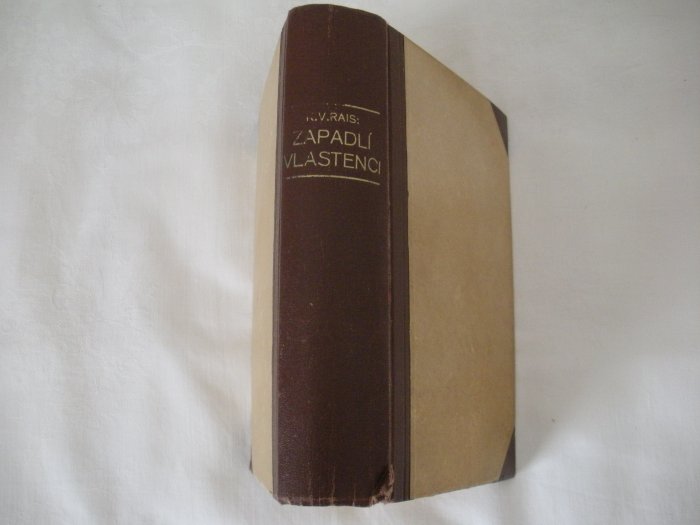 K.V.RAIS:
ZAPADLÍ
VLASTENCI